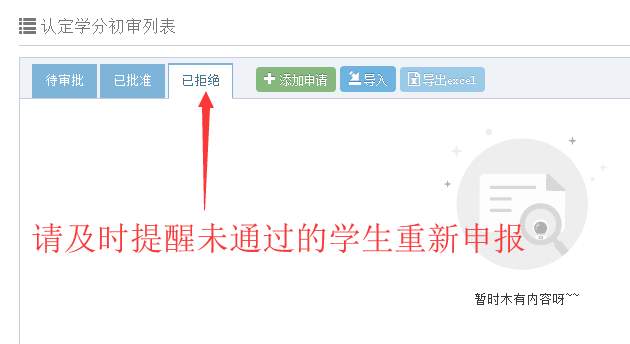 认定学分初审列表
待审批 已批准 已拒绝 添加申请 导入 导出excel
请及时提醒未通过的学生重新申报
暂时木有内容呀~~